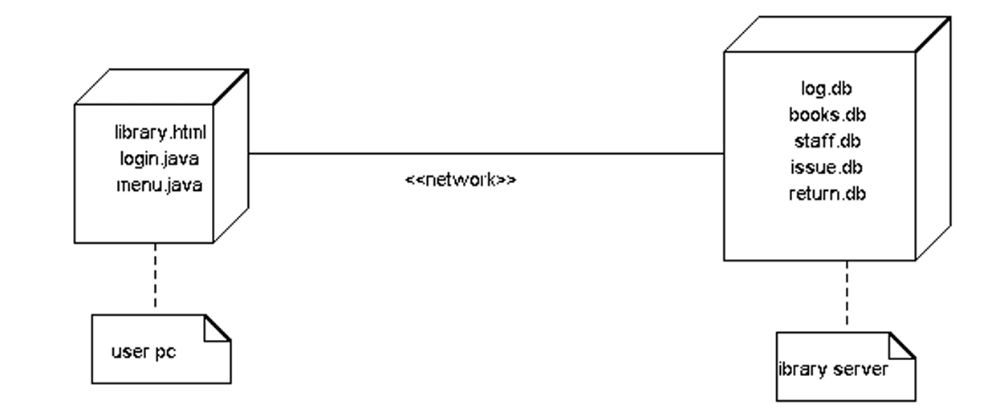 library.html
login.java
menu.java
<<network>>
log.db
books.db
staff.db
issue.db
return.db
user pc
ibrary server